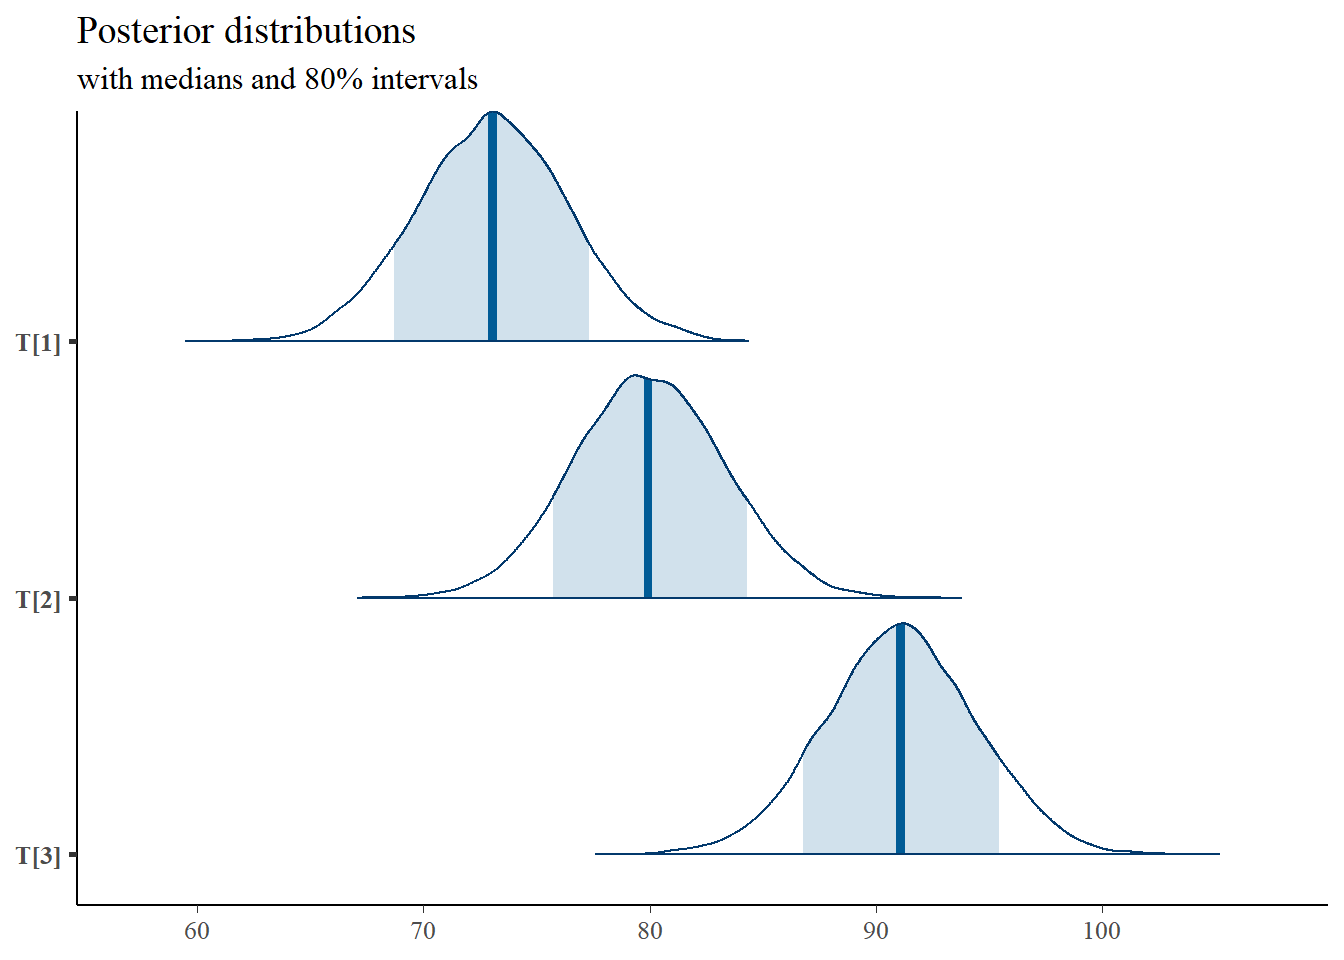 Posterior distributions
with medians and 80% intervals
T[1]
T[2]
T[3]
60 70 80 90 100